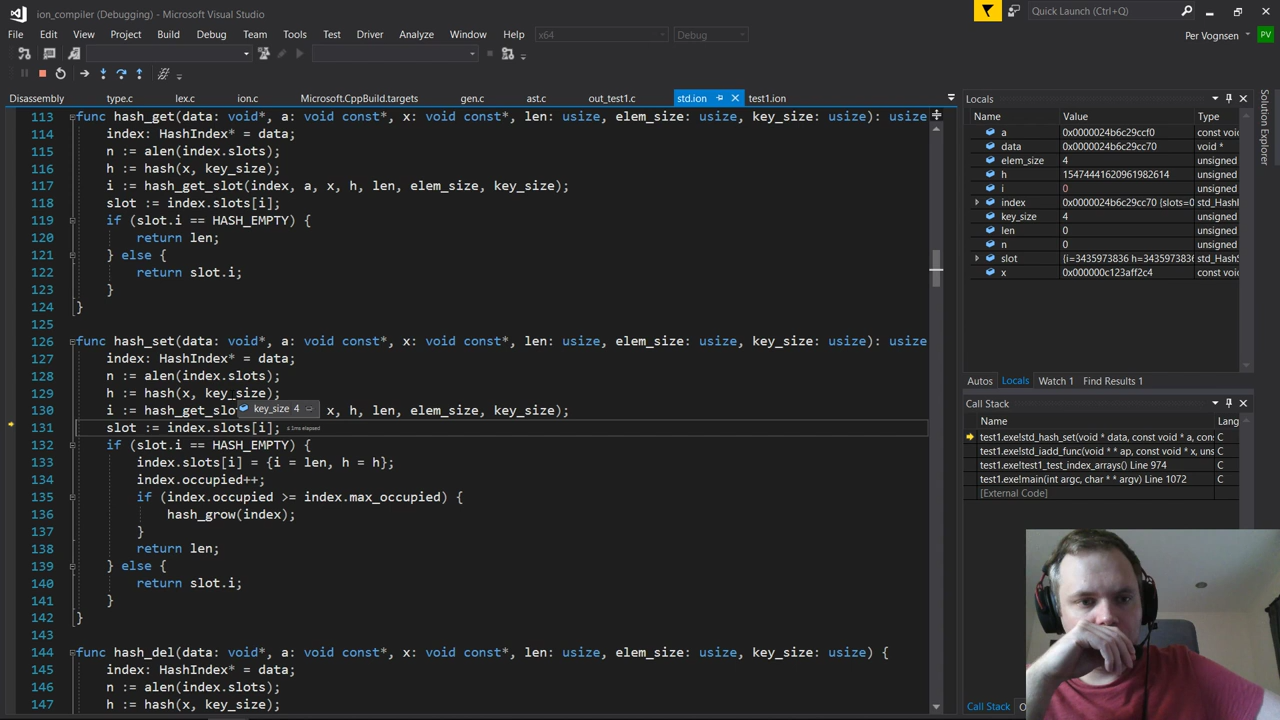 ion_compiler (Debugging) - Microsoft Visual Studio
Quick Launch (Ctrl+Q)
File Edit View Project Build Debug Team Tools Test Driver Analyze Window Help x64 Debug
Per Vognsen PV
Disassembly type.c lex.c ion.c Microsoft.CppBuild.targets gen.c ast.c out_test1.c std.ion test1.ion
113 func hash_get(data: void*, a: void const*, x: void const*, len: usize, elem_size: usize, key_size: usize): usize
114 index: HashIndex* = data;
115 n := alen(index.slots);
116 h := hash(x, key_size);
117 i := hash_get_slot(index, a, x, h, len, elem_size, key_size);
118 slot := index.slots[i];
119 if (slot.i == HASH_EMPTY) {
120 return len;
121 } else {
122 return slot.i;
123 }
124 }
125
126 func hash_set(data: void*, a: void const*, x: void const*, len: usize, elem_size: usize, key_size: usize): usize
127 index: HashIndex* = data;
128 n := alen(index.slots);
129 h := hash(x, key_size);
130 i := hash_get_slo x, h, len, elem_size, key_size);
key_size 4
131 slot := index.slots[i]; ≤ 1ms elapsed
132 if (slot.i == HASH_EMPTY) {
133 index.slots[i] = {i = len, h = h};
134 index.occupied++;
135 if (index.occupied >= index.max_occupied) {
136 hash_grow(index);
137 }
138 return len;
139 } else {
140 return slot.i;
141 }
142 }
143
144 func hash_del(data: void*, a: void const*, x: void const*, len: usize, elem_size: usize, key_size: usize) {
145 index: HashIndex* = data;
146 n := alen(index.slots);
147 h := hash(x, key_size);
Locals
Name Value Type
a 0x0000024b6c29ccf0 const voi
data 0x0000024b6c29cc70 void *
elem_size 4 unsigned
h 15474441620961982614 unsigned
i 0 unsigned
index 0x0000024b6c29cc70 {slots=0 std_Hashl
key_size 4 unsigned
len 0 unsigned
n 0 unsigned
slot {i=3435973836 h=3435973836 std_HashS
x 0x000000c123aff2c4 const voi
Autos Locals Watch 1 Find Results 1
Call Stack
Name Lang
test1.exe!std_hash_set(void * data, const void * a, con C
test1.exe!std_iadd_func(void * * ap, const void * x, uns C
test1.exe!test1_test_index_arrays() Line 974 C
test1.exe!main(int argc, char * * argv) Line 1072 C
[External Code]
Call Stack O
Solution Explorer